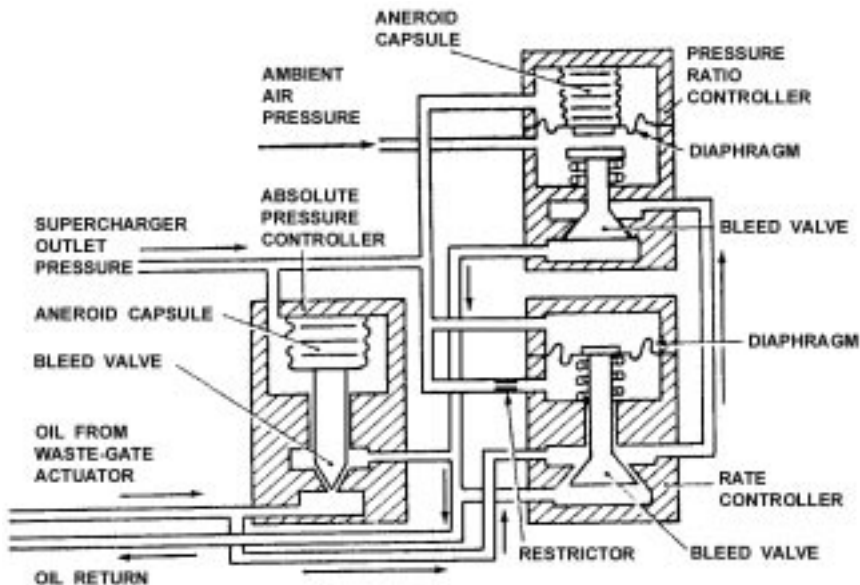 ANEROID
CAPSULE
PRESSURE
RATIO
CONTROLLER
AMBIENT
AIR
PRESSURE
DIAPHRAGM
ABSOLUTE
PRESSURE
CONTROLLER
SUPERCHARGER
OUTLET
PRESSURE
BLEED VALVE
ANEROID CAPSULE
DIAPHRAGM
BLEED VALVE
OIL FROM
WASTE-GATE
ACTUATOR
RATE
CONTROLLER
RESTRICTOR
BLEED VALVE
OIL RETURN